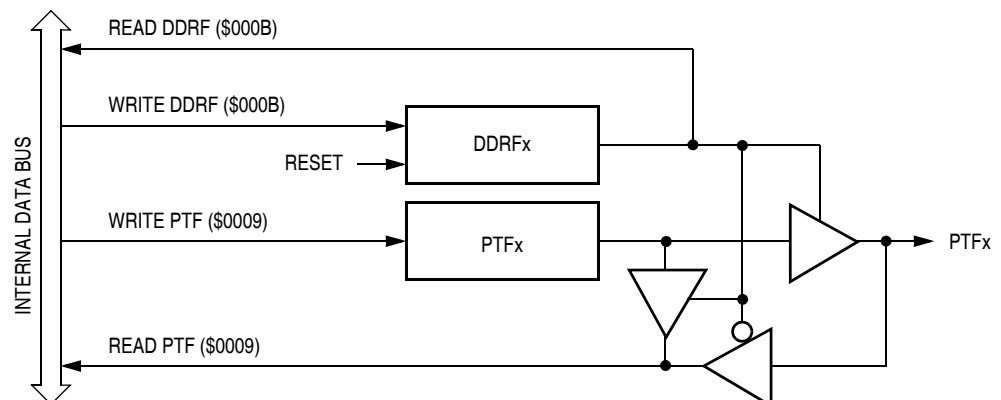 READ DDRF ($000B)
WRITE DDRF ($000B)
DDRFx
RESET
INTERNAL DATA BUS
WRITE PTF ($0009)
PTFx
PTFx
READ PTF ($0009)